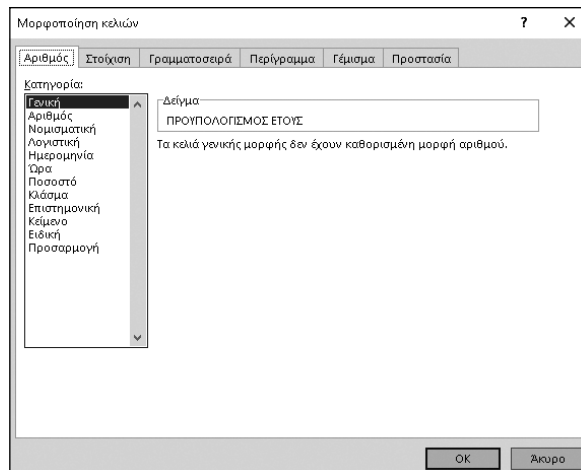 Μορφοποίηση κελιών ? ×
Αριθμός Στοίχιση Γραμματοσειρά Περίγραμμα Γέμισμα Προστασία
Κατηγορία:
Γενική
Αριθμός
Νομισματική
Λογιστική
Ημερομηνία
Ώρα
Ποσοστό
Κλάσμα
Επιστημονική
Κείμενο
Ειδική
Προσαρμογή
Δείγμα
ΠΡΟΥΠΟΛΟΓΙΣΜΟΣ ΕΤΟΥΣ
Τα κελιά γενικής μορφής δεν έχουν καθορισμένη μορφή αριθμού.
OK Άκυρο